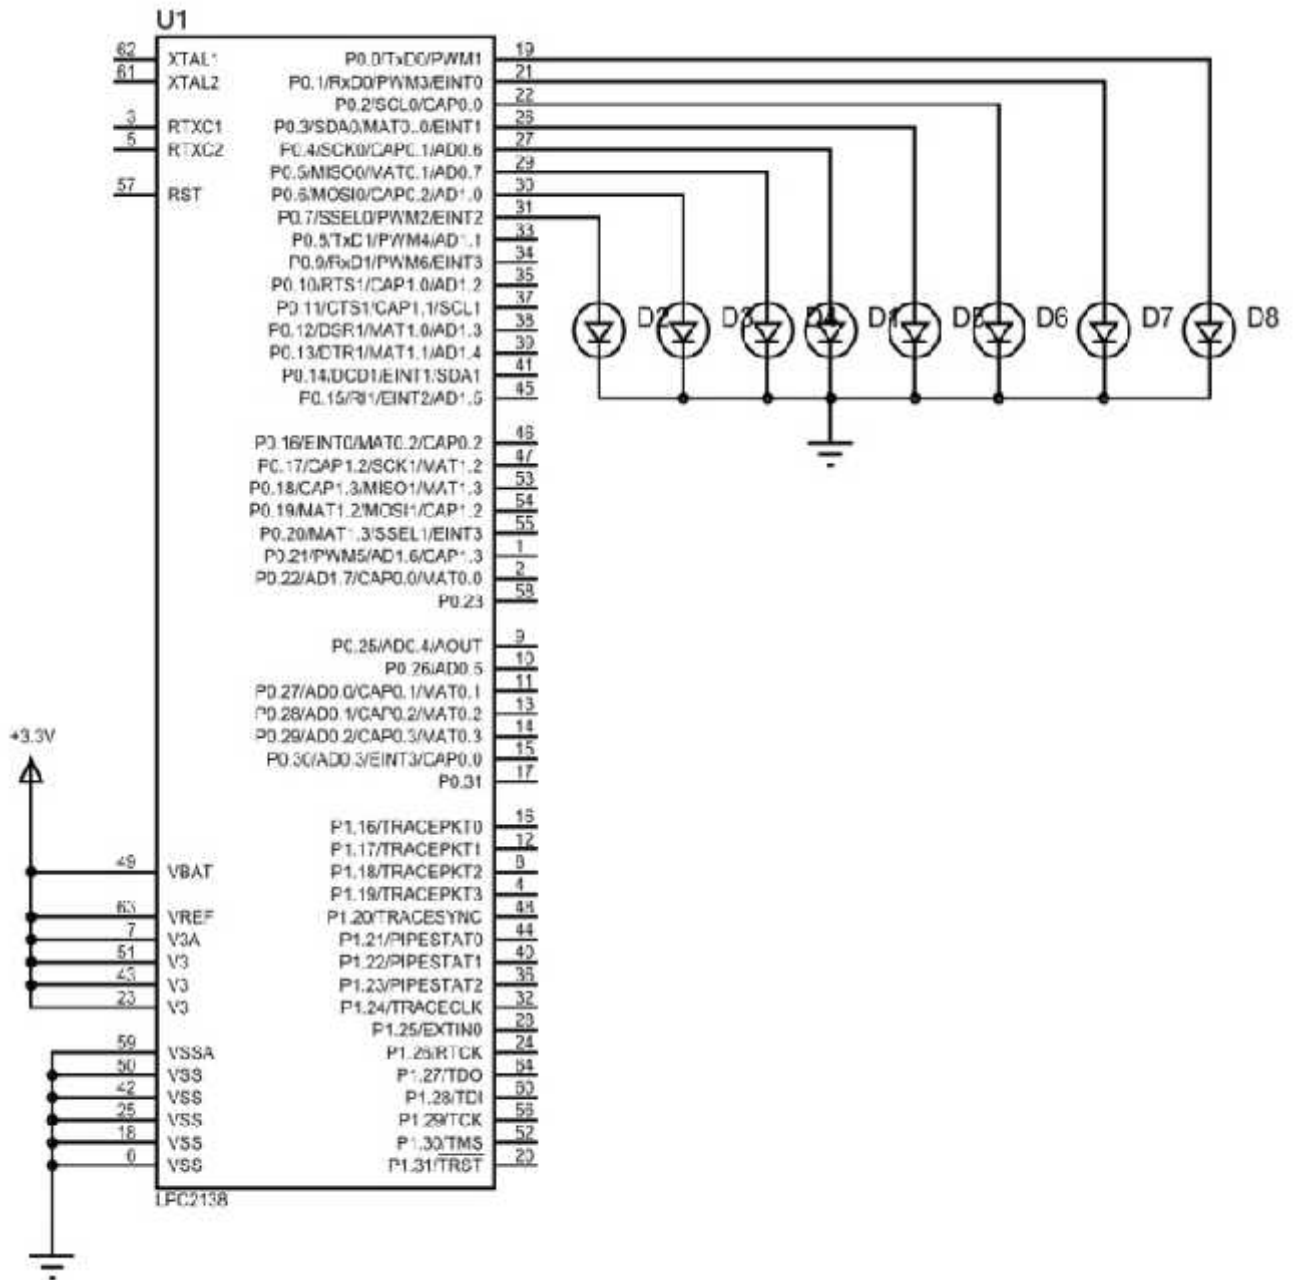 U1
62 XTAL1 P0.0/TxD0/PWM1 19
61 XTAL2 P0.1/RxD0/PWM3/EINT0 21
P0.2/SCL0/CAP0.0 22
3 RTXC1 P0.3/SDA0/MAT0..0/EINT1 26
5 RTXC2 P0.4/SCK0/CAP0.1/AD0.6 27
P0.5/MISO0/MAT0.1/AD0.7 29
57 RST P0.6/MOSI0/CAP0.2/AD1.0 30
P0.7/SSEL0/PWM2/EINT2 31
P0.8/TxD1/PWM4/AD1.1 33
P0.9/RxD1/PWM6/EINT3 34
P0.10/RTS1/CAP1.0/AD1.2 35
P0.11/CTS1/CAP1.1/SCL1 37
D2 D3 D4 D1 D5 D6 D7 D8
P0.12/DSR1/MAT1.0/AD1.3 38
P0.13/DTR1/MAT1.1/AD1.4 39
P0.14/DCD1/EINT1/SDA1 41
P0.15/RI1/EINT2/AD1.5 45
P0.16/EINT0/MAT0.2/CAP0.2 46
P0.17/CAP1.2/SCK1/MAT1.2 47
P0.18/CAP1.3/MISO1/MAT1.3 53
P0.19/MAT1.2/MOSI1/CAP1.2 54
P0.20/MAT1.3/SSEL1/EINT3 55
P0.21/PWM5/AD1.6/CAP1.3 1
P0.22/AD1.7/CAP0.0/MAT0.0 2
P0.23 58
P0.25/AD0.4/AOUT 9
P0.26/AD0.5 10
P0.27/AD0.0/CAP0.1/MAT0.1 11
P0.28/AD0.1/CAP0.2/MAT0.2 13
+3.3V P0.29/AD0.2/CAP0.3/MAT0.3 14
P0.30/AD0.3/EINT3/CAP0.0 15
P0.31 17
P1.16/TRACEPKT0 16
P1.17/TRACEPKT1 12
49 VBAT P1.18/TRACEPKT2 8
P1.19/TRACEPKT3 4
63 VREF P1.20/TRACESYNC 48
7 V3A P1.21/PIPESTAT0 44
51 V3 P1.22/PIPESTAT1 40
43 V3 P1.23/PIPESTAT2 36
23 V3 P1.24/TRACECLK 32
P1.25/EXTIN0 28
59 VSSA P1.26/RTCK 24
50 VSS P1.27/TDO 64
42 VSS P1.28/TDI 60
25 VSS P1.29/TCK 56
18 VSS P1.30/TMS 52
6 VSS P1.31/TRST 20
LPC2138